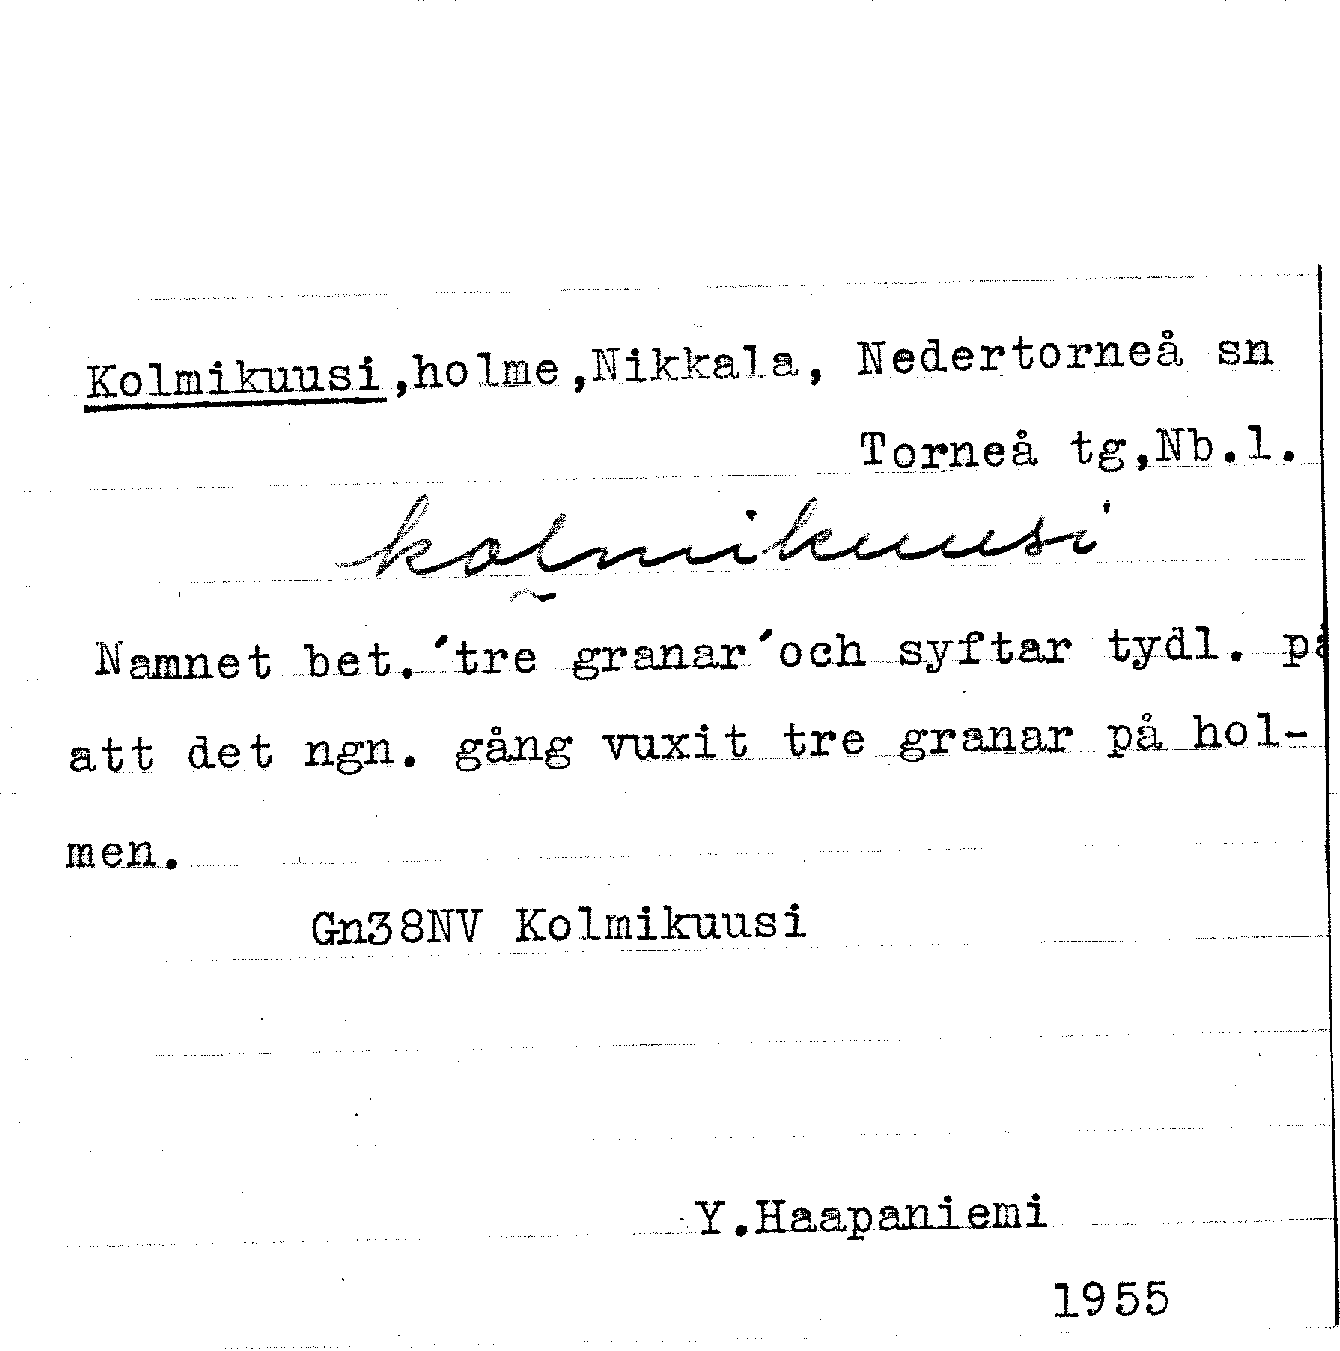 Kolmikuusi,holme,Nikkala, Nedertorneå sn
Torneå tg,Nb.l.
kolmikuusi
Namnet bet.´tre granar´och syftar tydl. på
att det ngn. gång vuxit tre granar på hol-
men.
Gn38NV Kolmikuusi
Y.Haapaniemi
1955